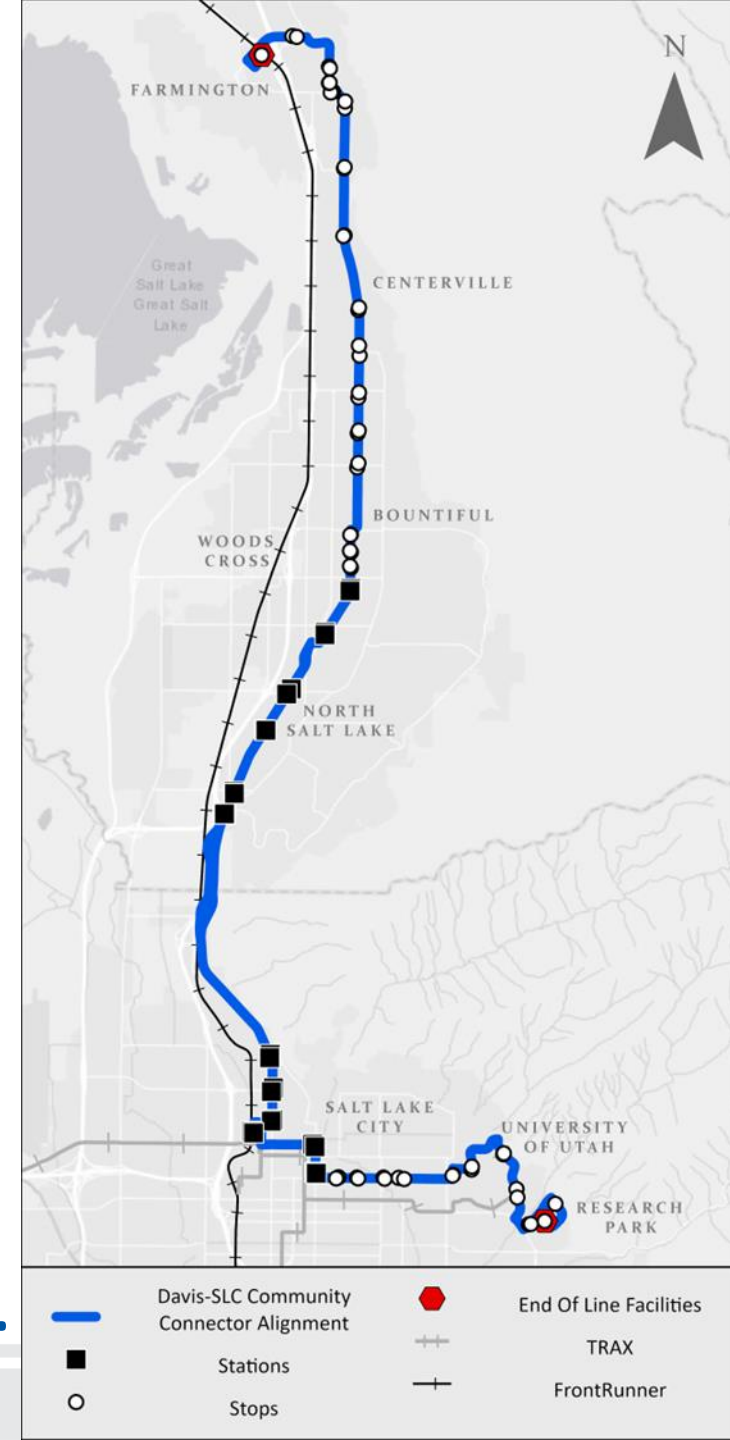 N
FARMINGTON
Great
Salt Lake
Great Salt
Lake
CENTERVILLE
BOUNTIFUL
WOODS
CROSS
NORTH
SALT LAKE
SALT LAKE
CITY
UNIVERSITY
OF UTAH
RESEARCH
PARK
Davis-SLC Community
Connector Alignment
Stations
Stops
End Of Line Facilities
TRAX
FrontRunner